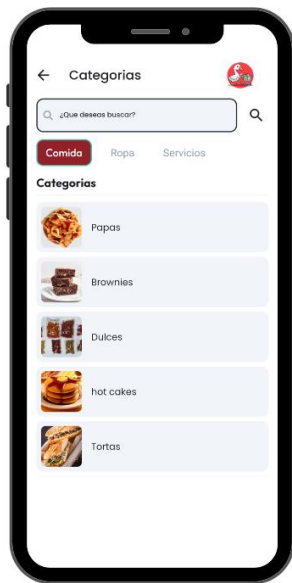 Categorias
¿Que deseas buscar?
Comida Ropa Servicios
Categorias
Papas
Brownies
Dulces
hot cakes
Tortas